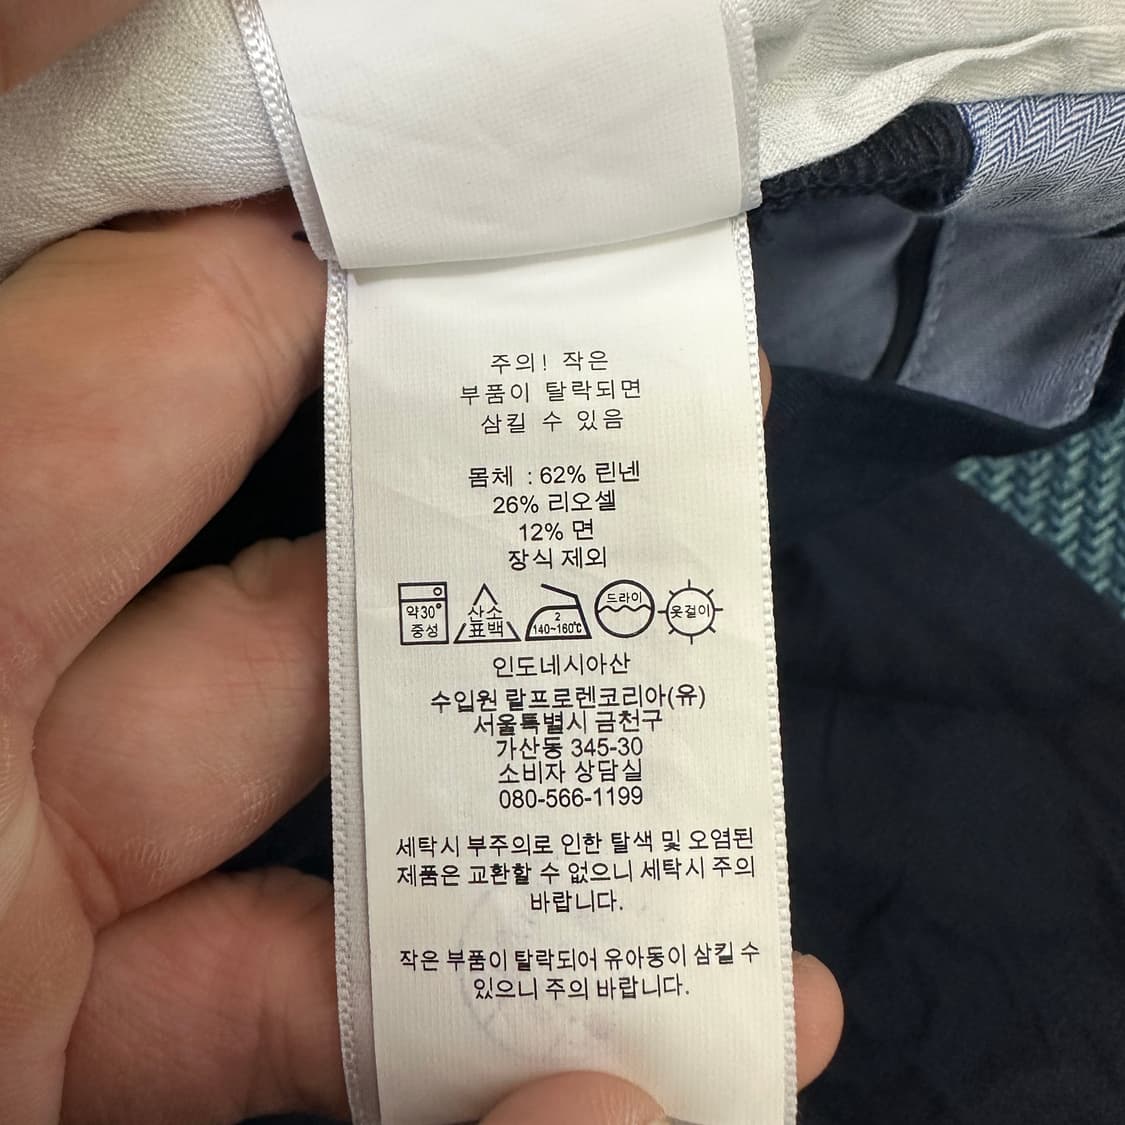 주의! 작은
부품이 탈락되면
삼킬 수 있음
몸체 : 62% 린넨
26% 리오셀
12% 면
장식 제외
약30° 중성
산소 표백
2 140~160℃
드라이
옷걸이
인도네시아산
수입원 랄프로렌코리아(유)
서울특별시 금천구
가산동 345-30
소비자 상담실
080-566-1199
세탁시 부주의로 인한 탈색 및 오염된
제품은 교환할 수 없으니 세탁시 주의
바랍니다.
작은 부품이 탈락되어 유아동이 삼킬 수
있으니 주의 바랍니다.